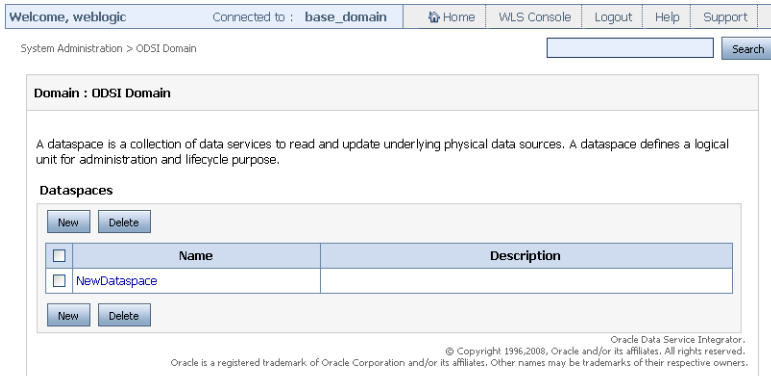 Welcome, weblogic Connected to : base_domain Home WLS Console Logout Help Support
System Administration > ODSI Domain
Search
Domain : ODSI Domain
A dataspace is a collection of data services to read and update underlying physical data sources. A dataspace defines a logical
unit for administration and lifecycle purpose.
Dataspaces
New Delete
Name Description
NewDataspace
New Delete
Oracle Data Service Integrator.
© Copyright 1996,2008, Oracle and/or its affiliates. All rights reserved.
Oracle is a registered trademark of Oracle Corporation and/or its affiliates. Other names may be trademarks of their respective owners.